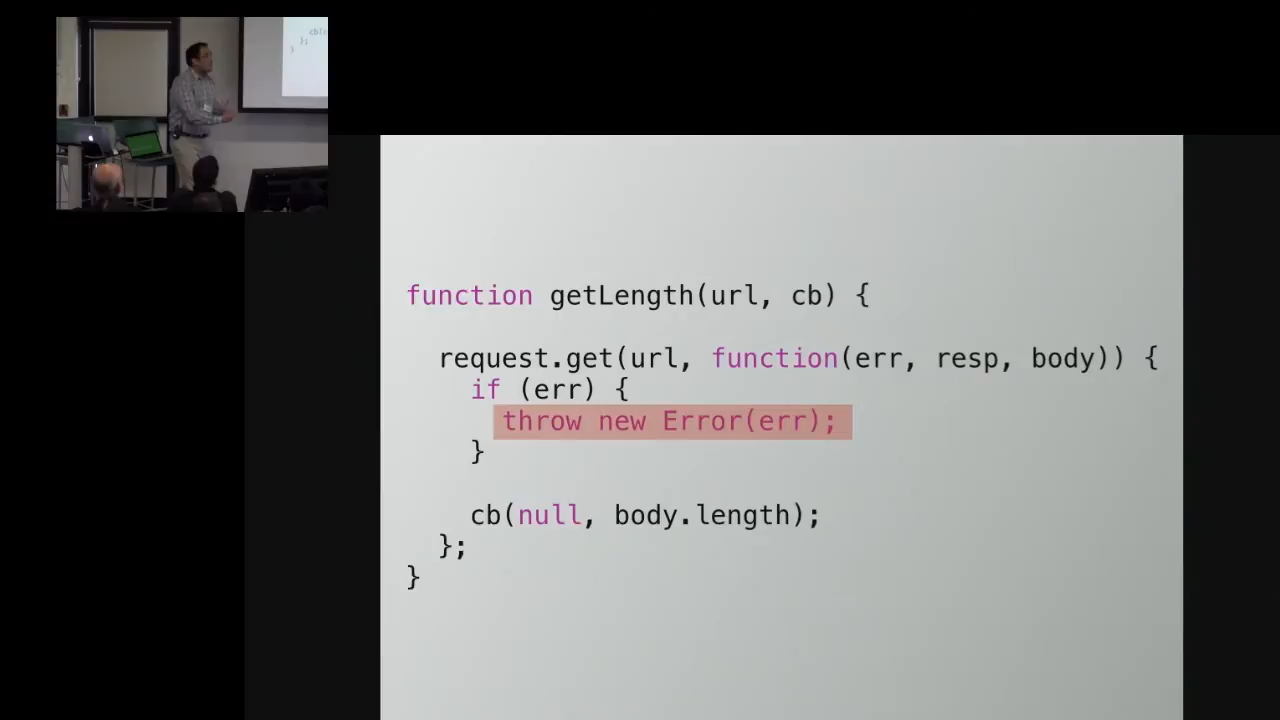 function getLength(url, cb) {
request.get(url, function(err, resp, body)) {
if (err) {
throw new Error(err);
}
cb(null, body.length);
};
}